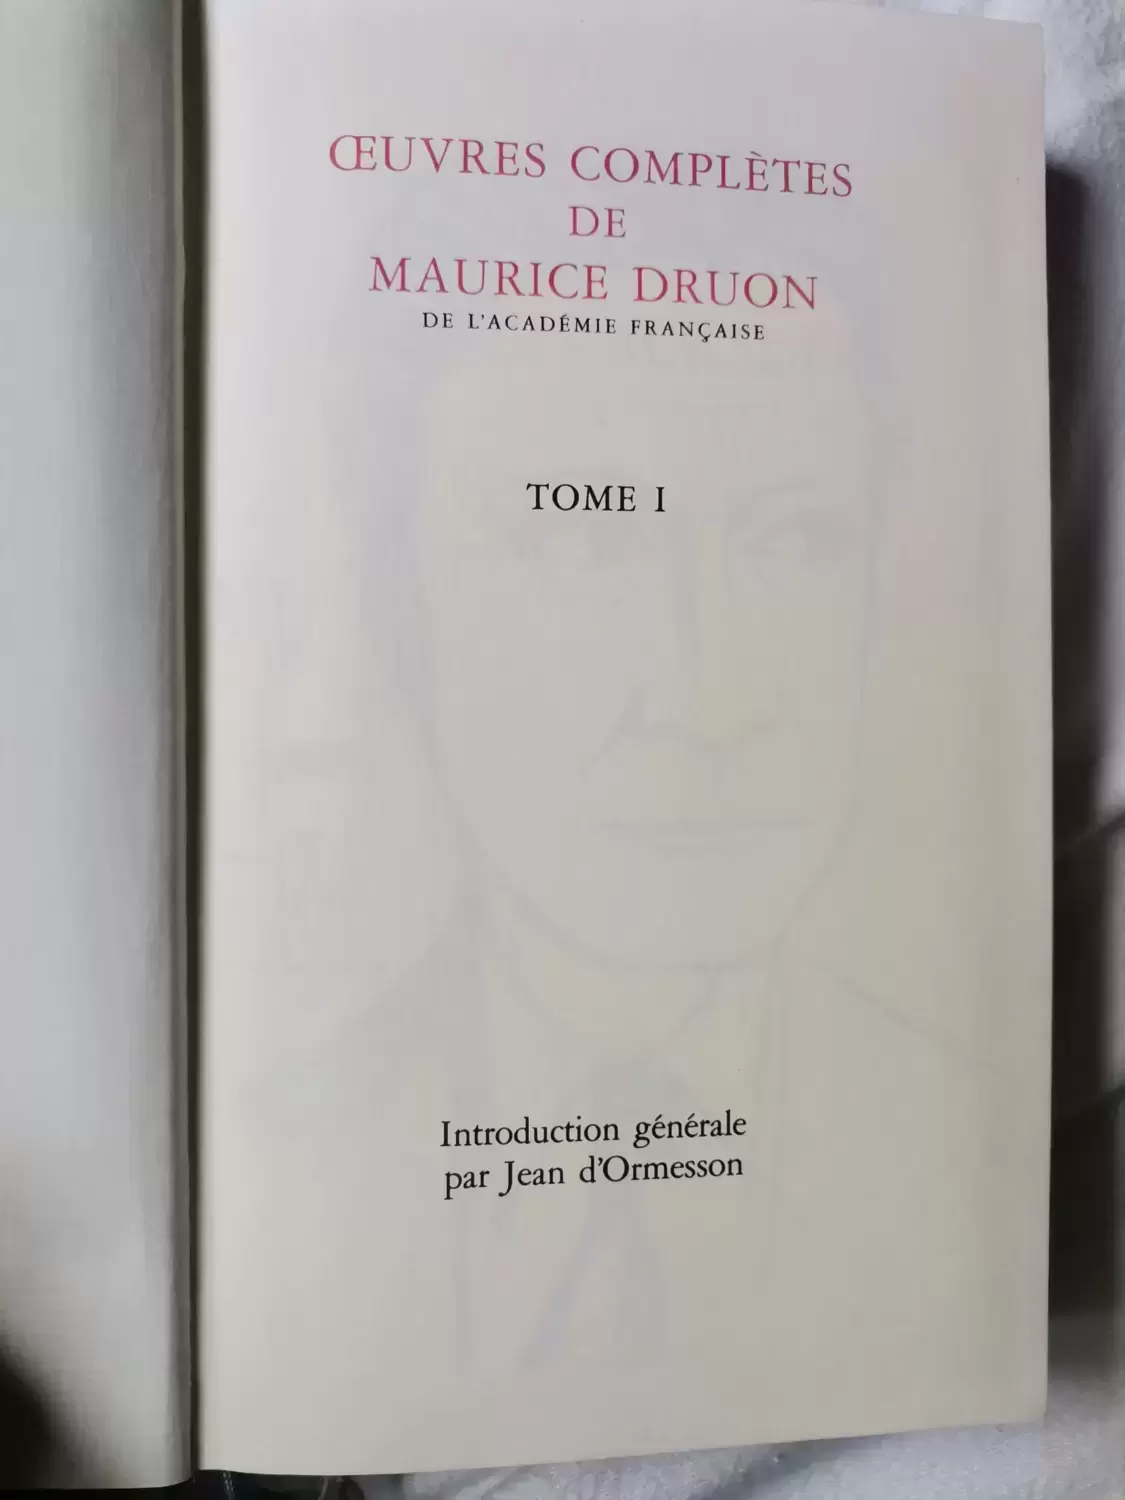 ŒUVRES COMPLÈTES
DE
MAURICE DRUON
DE L'ACADÉMIE FRANÇAISE
TOME I
Introduction générale
par Jean d'Ormesson